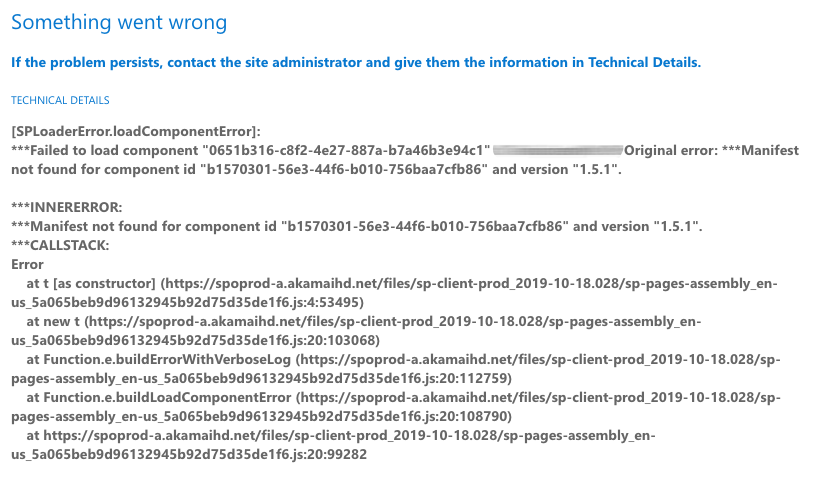 Something went wrong
If the problem persists, contact the site administrator and give them the information in Technical Details.
TECHNICAL DETAILS
[SPLoaderError.loadComponentError]:
***Failed to load component "0651b316-c8f2-4e27-887a-b7a46b3e94c1" Original error: ***Manifest
not found for component id "b1570301-56e3-44f6-b010-756baa7cfb86" and version "1.5.1".
***INNERERROR:
***Manifest not found for component id "b1570301-56e3-44f6-b010-756baa7cfb86" and version "1.5.1".
***CALLSTACK:
Error
at t [as constructor] (https://spoprod-a.akamaihd.net/files/sp-client-prod_2019-10-18.028/sp-pages-assembly_en-
us_5a065beb9d96132945b92d75d35de1f6.js:4:53495)
at new t (https://spoprod-a.akamaihd.net/files/sp-client-prod_2019-10-18.028/sp-pages-assembly_en-
us_5a065beb9d96132945b92d75d35de1f6.js:20:103068)
at Function.e.buildErrorWithVerboseLog (https://spoprod-a.akamaihd.net/files/sp-client-prod_2019-10-18.028/sp-
pages-assembly_en-us_5a065beb9d96132945b92d75d35de1f6.js:20:112759)
at Function.e.buildLoadComponentError (https://spoprod-a.akamaihd.net/files/sp-client-prod_2019-10-18.028/sp-
pages-assembly_en-us_5a065beb9d96132945b92d75d35de1f6.js:20:108790)
at https://spoprod-a.akamaihd.net/files/sp-client-prod_2019-10-18.028/sp-pages-assembly_en-
us_5a065beb9d96132945b92d75d35de1f6.js:20:99282